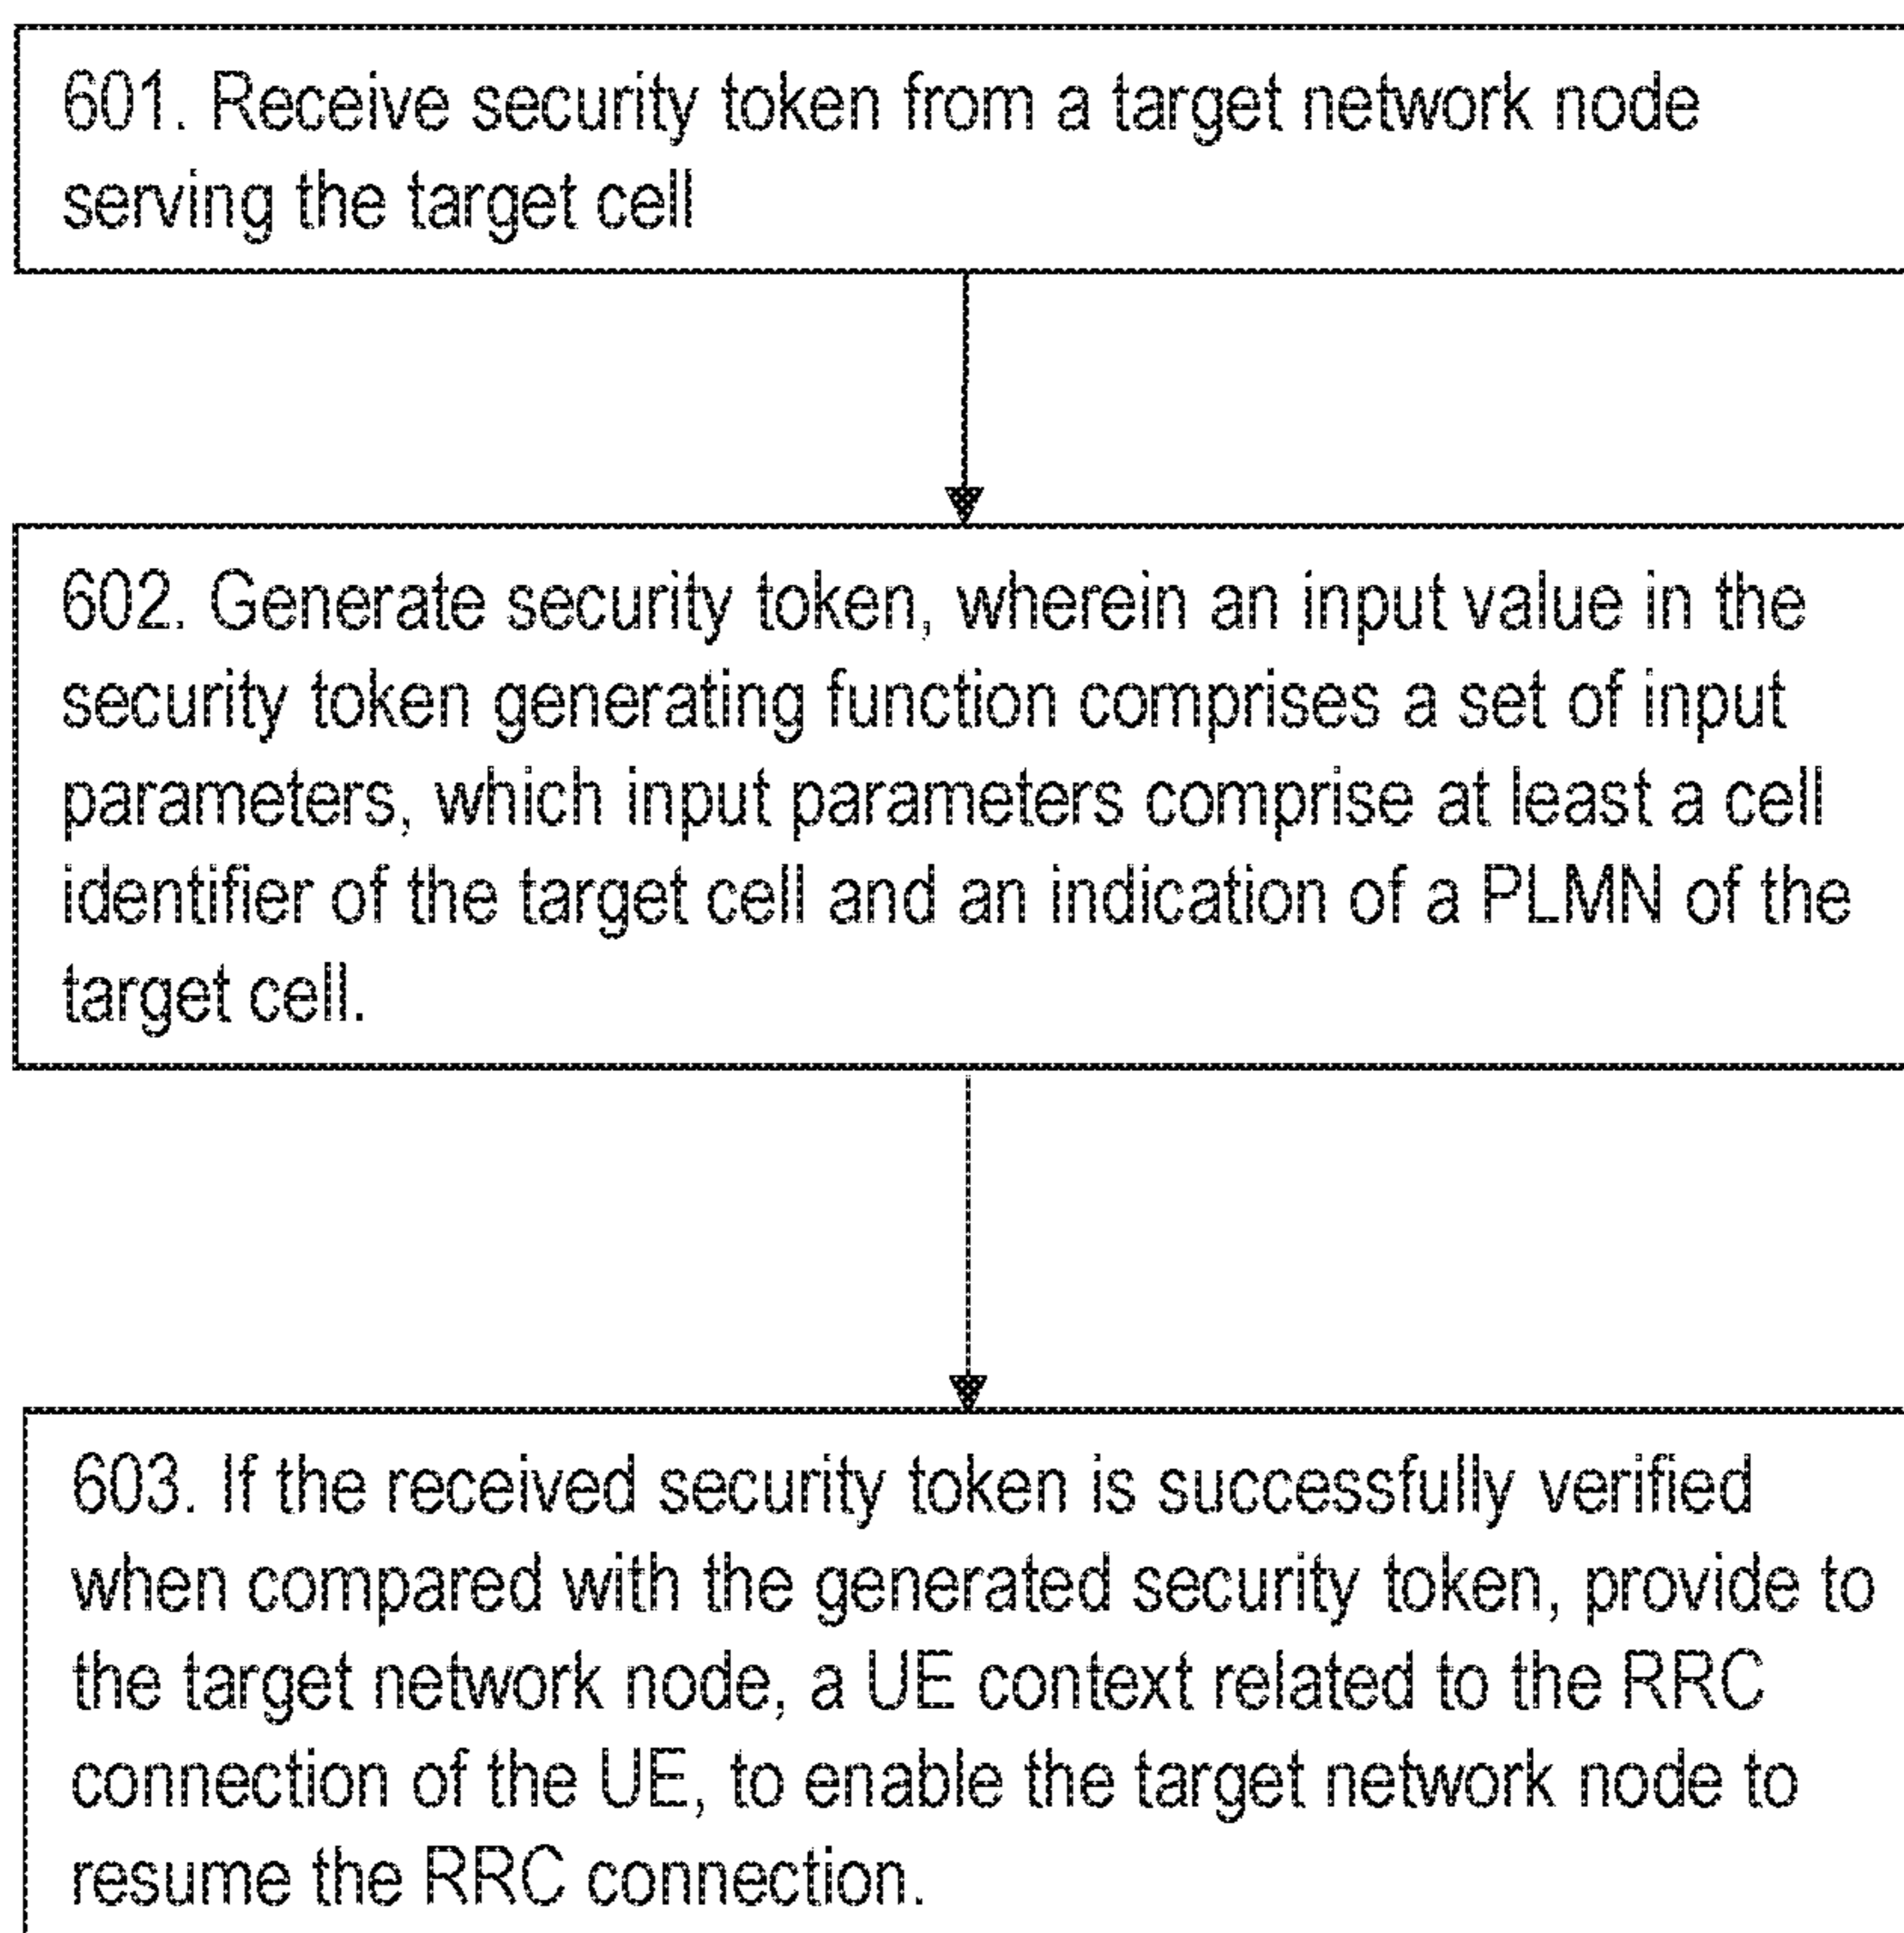 601. Receive security token from a target network node
serving the target cell
602. Generate security token, wherein an input value in the
security token generating function comprises a set of input
parameters, which input parameters comprise at least a cell
identifier of the target cell and an indication of a PLMN of the
target cell.
603. If the received security token is successfully verified
when compared with the generated security token, provide to
the target network node, a UE context related to the RRC
connection of the UE, to enable the target network node to
resume the RRC connection.